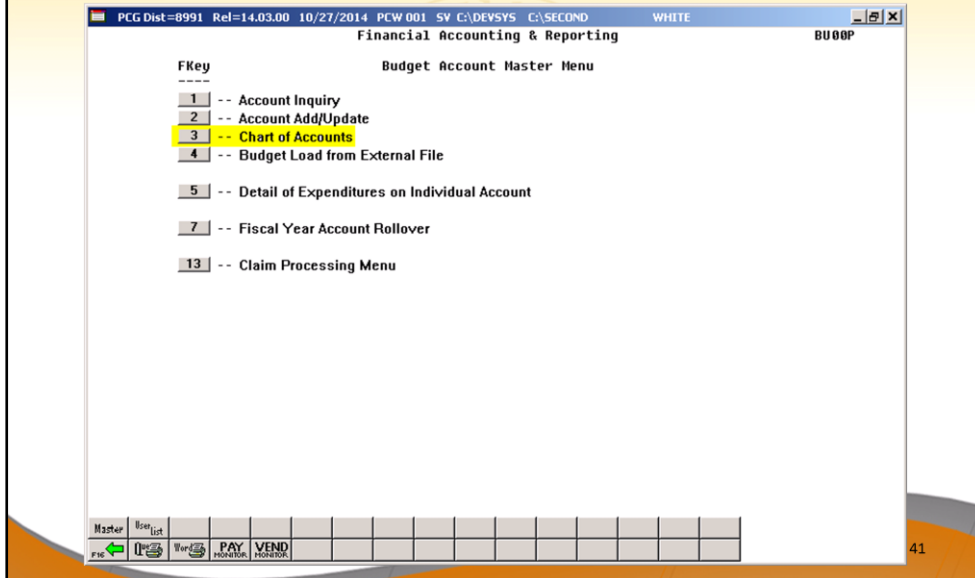 PCG Dist=8991 Rel=14.03.00 10/27/2014 PCW 001 SV C:\DEVSYS C:\SECOND WHITE
Financial Accounting & Reporting BU00P
FKey Budget Account Master Menu
----
1 -- Account Inquiry
2 -- Account Add/Update
3 -- Chart of Accounts
4 -- Budget Load from External File
5 -- Detail of Expenditures on Individual Account
7 -- Fiscal Year Account Rollover
13 -- Claim Processing Menu
Master User List
F16 Que Word PAY MONITOR VEND MONITOR
41